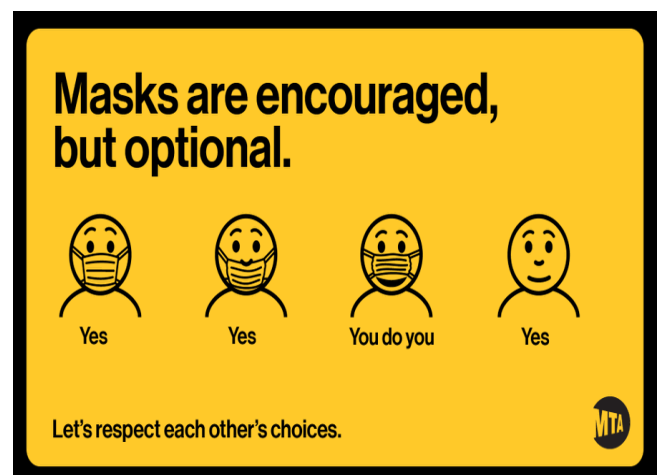 Masks are encouraged,
but optional.
Yes
Yes
You do you
Yes
Let's respect each other's choices.
MTA